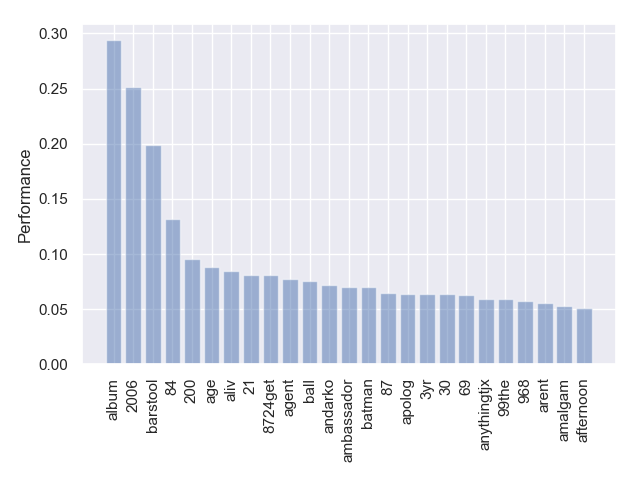 0.30
0.25
0.20
0.15
0.10
0.05
0.00
Performance
album
2006
barstool
84
200
age
aliv
21
8724get
agent
ball
andarko
ambassador
batman
87
apolog
3yr
30
69
anythingtjx
99the
968
arent
amalgam
afternoon